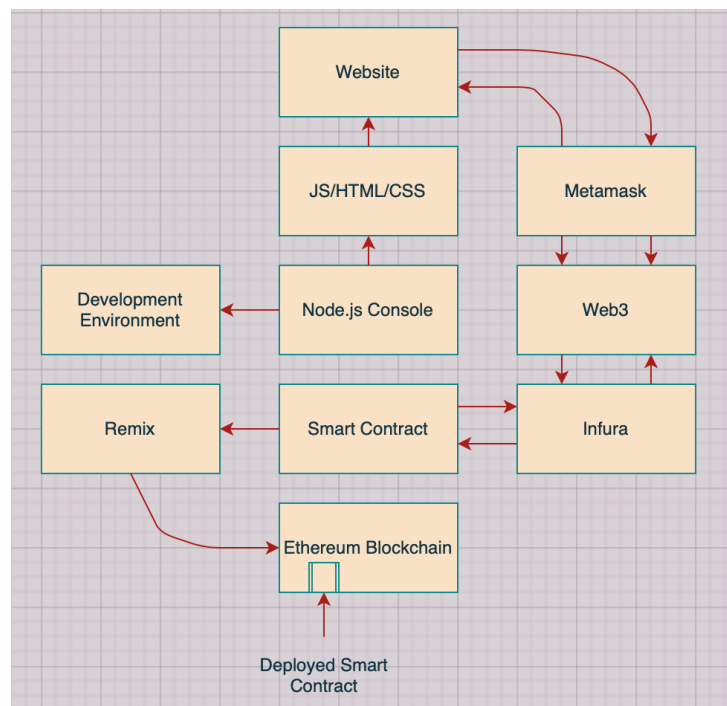 Website
JS/HTML/CSS
Metamask
Development
Environment
Node.js Console
Web3
Remix
Smart Contract
Infura
Ethereum Blockchain
Deployed Smart
Contract